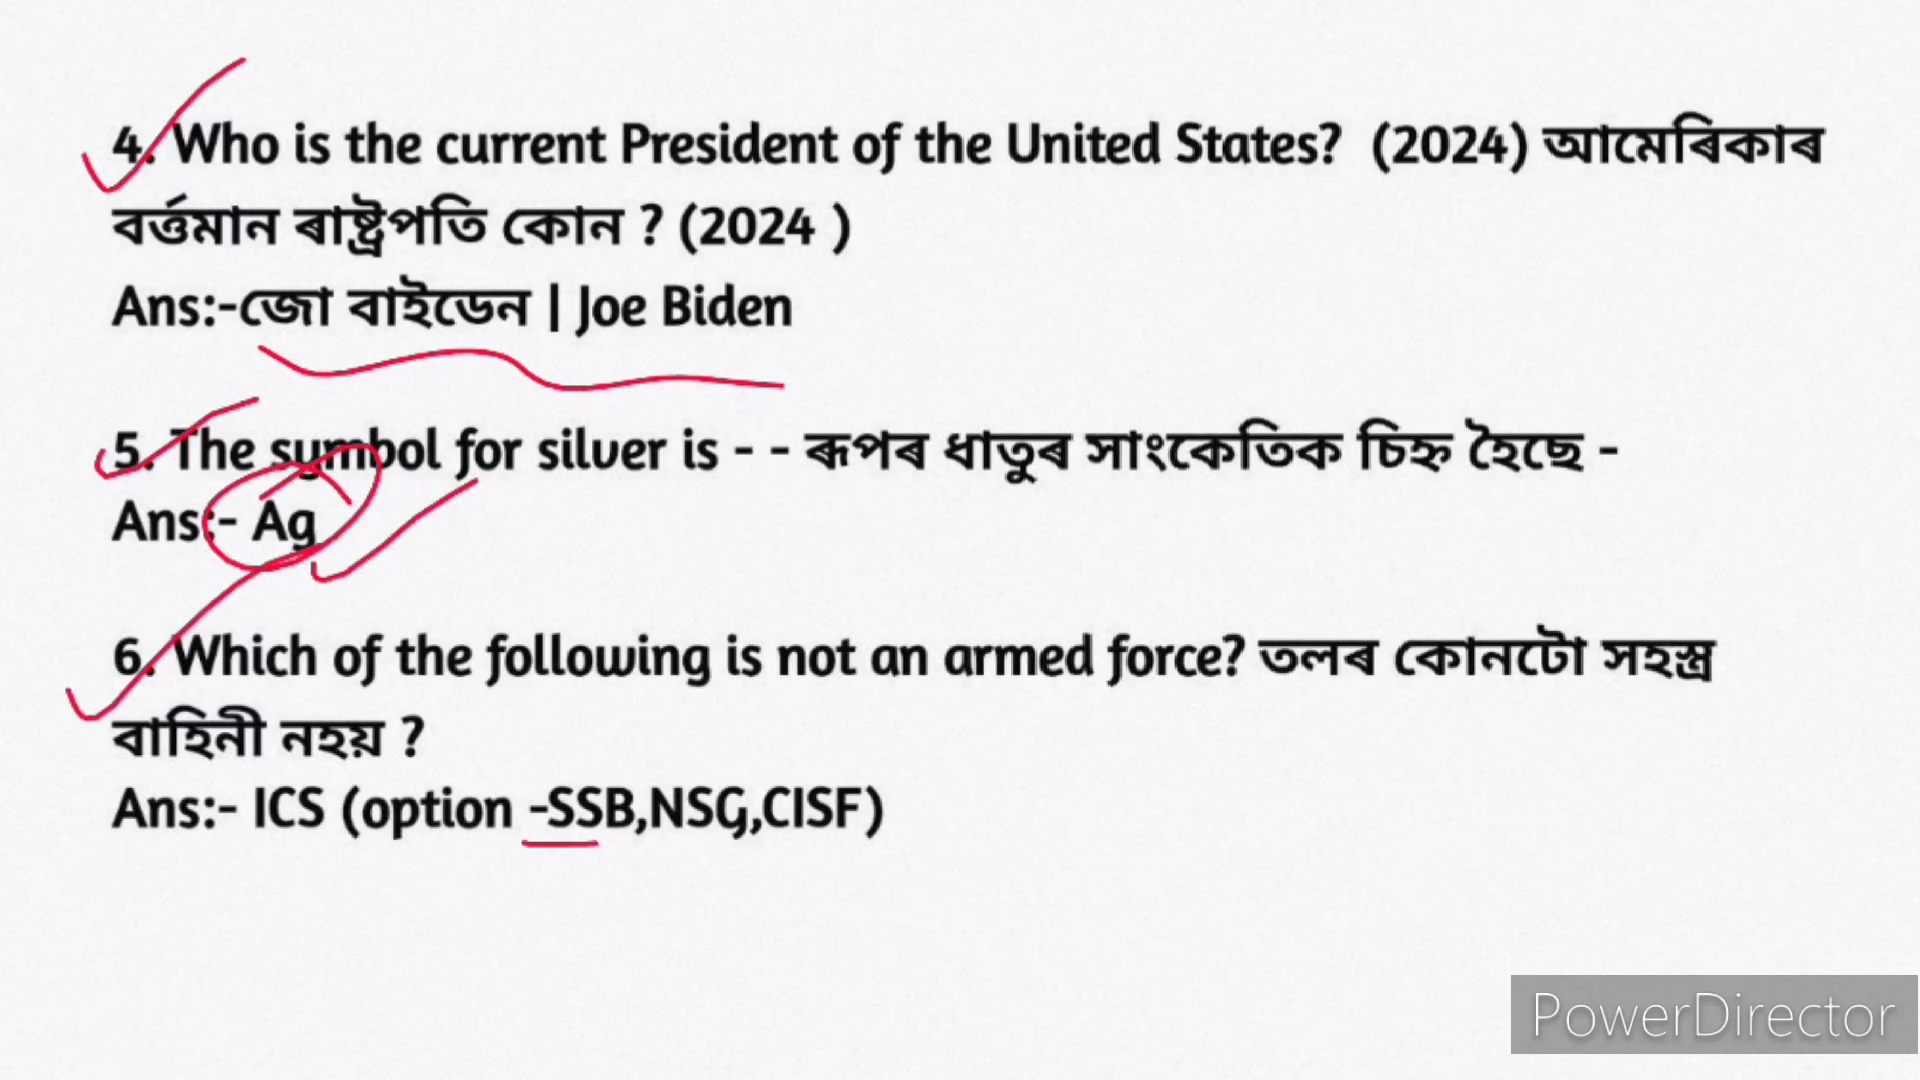 4. Who is the current President of the United States? (2024) আমেৰিকাৰ
বৰ্ত্তমান ৰাষ্ট্ৰপতি কোন ? (2024 )
Ans:-জো বাইডেন | Joe Biden
5. The symbol for silver is - - ৰূপৰ ধাতুৰ সাংকেতিক চিহ্ন হৈছে -
Ans:- Ag
6. Which of the following is not an armed force? তলৰ কোনটো সহস্ত্ৰ
বাহিনী নহয় ?
Ans:- ICS (option -SSB,NSG,CISF)
PowerDirector